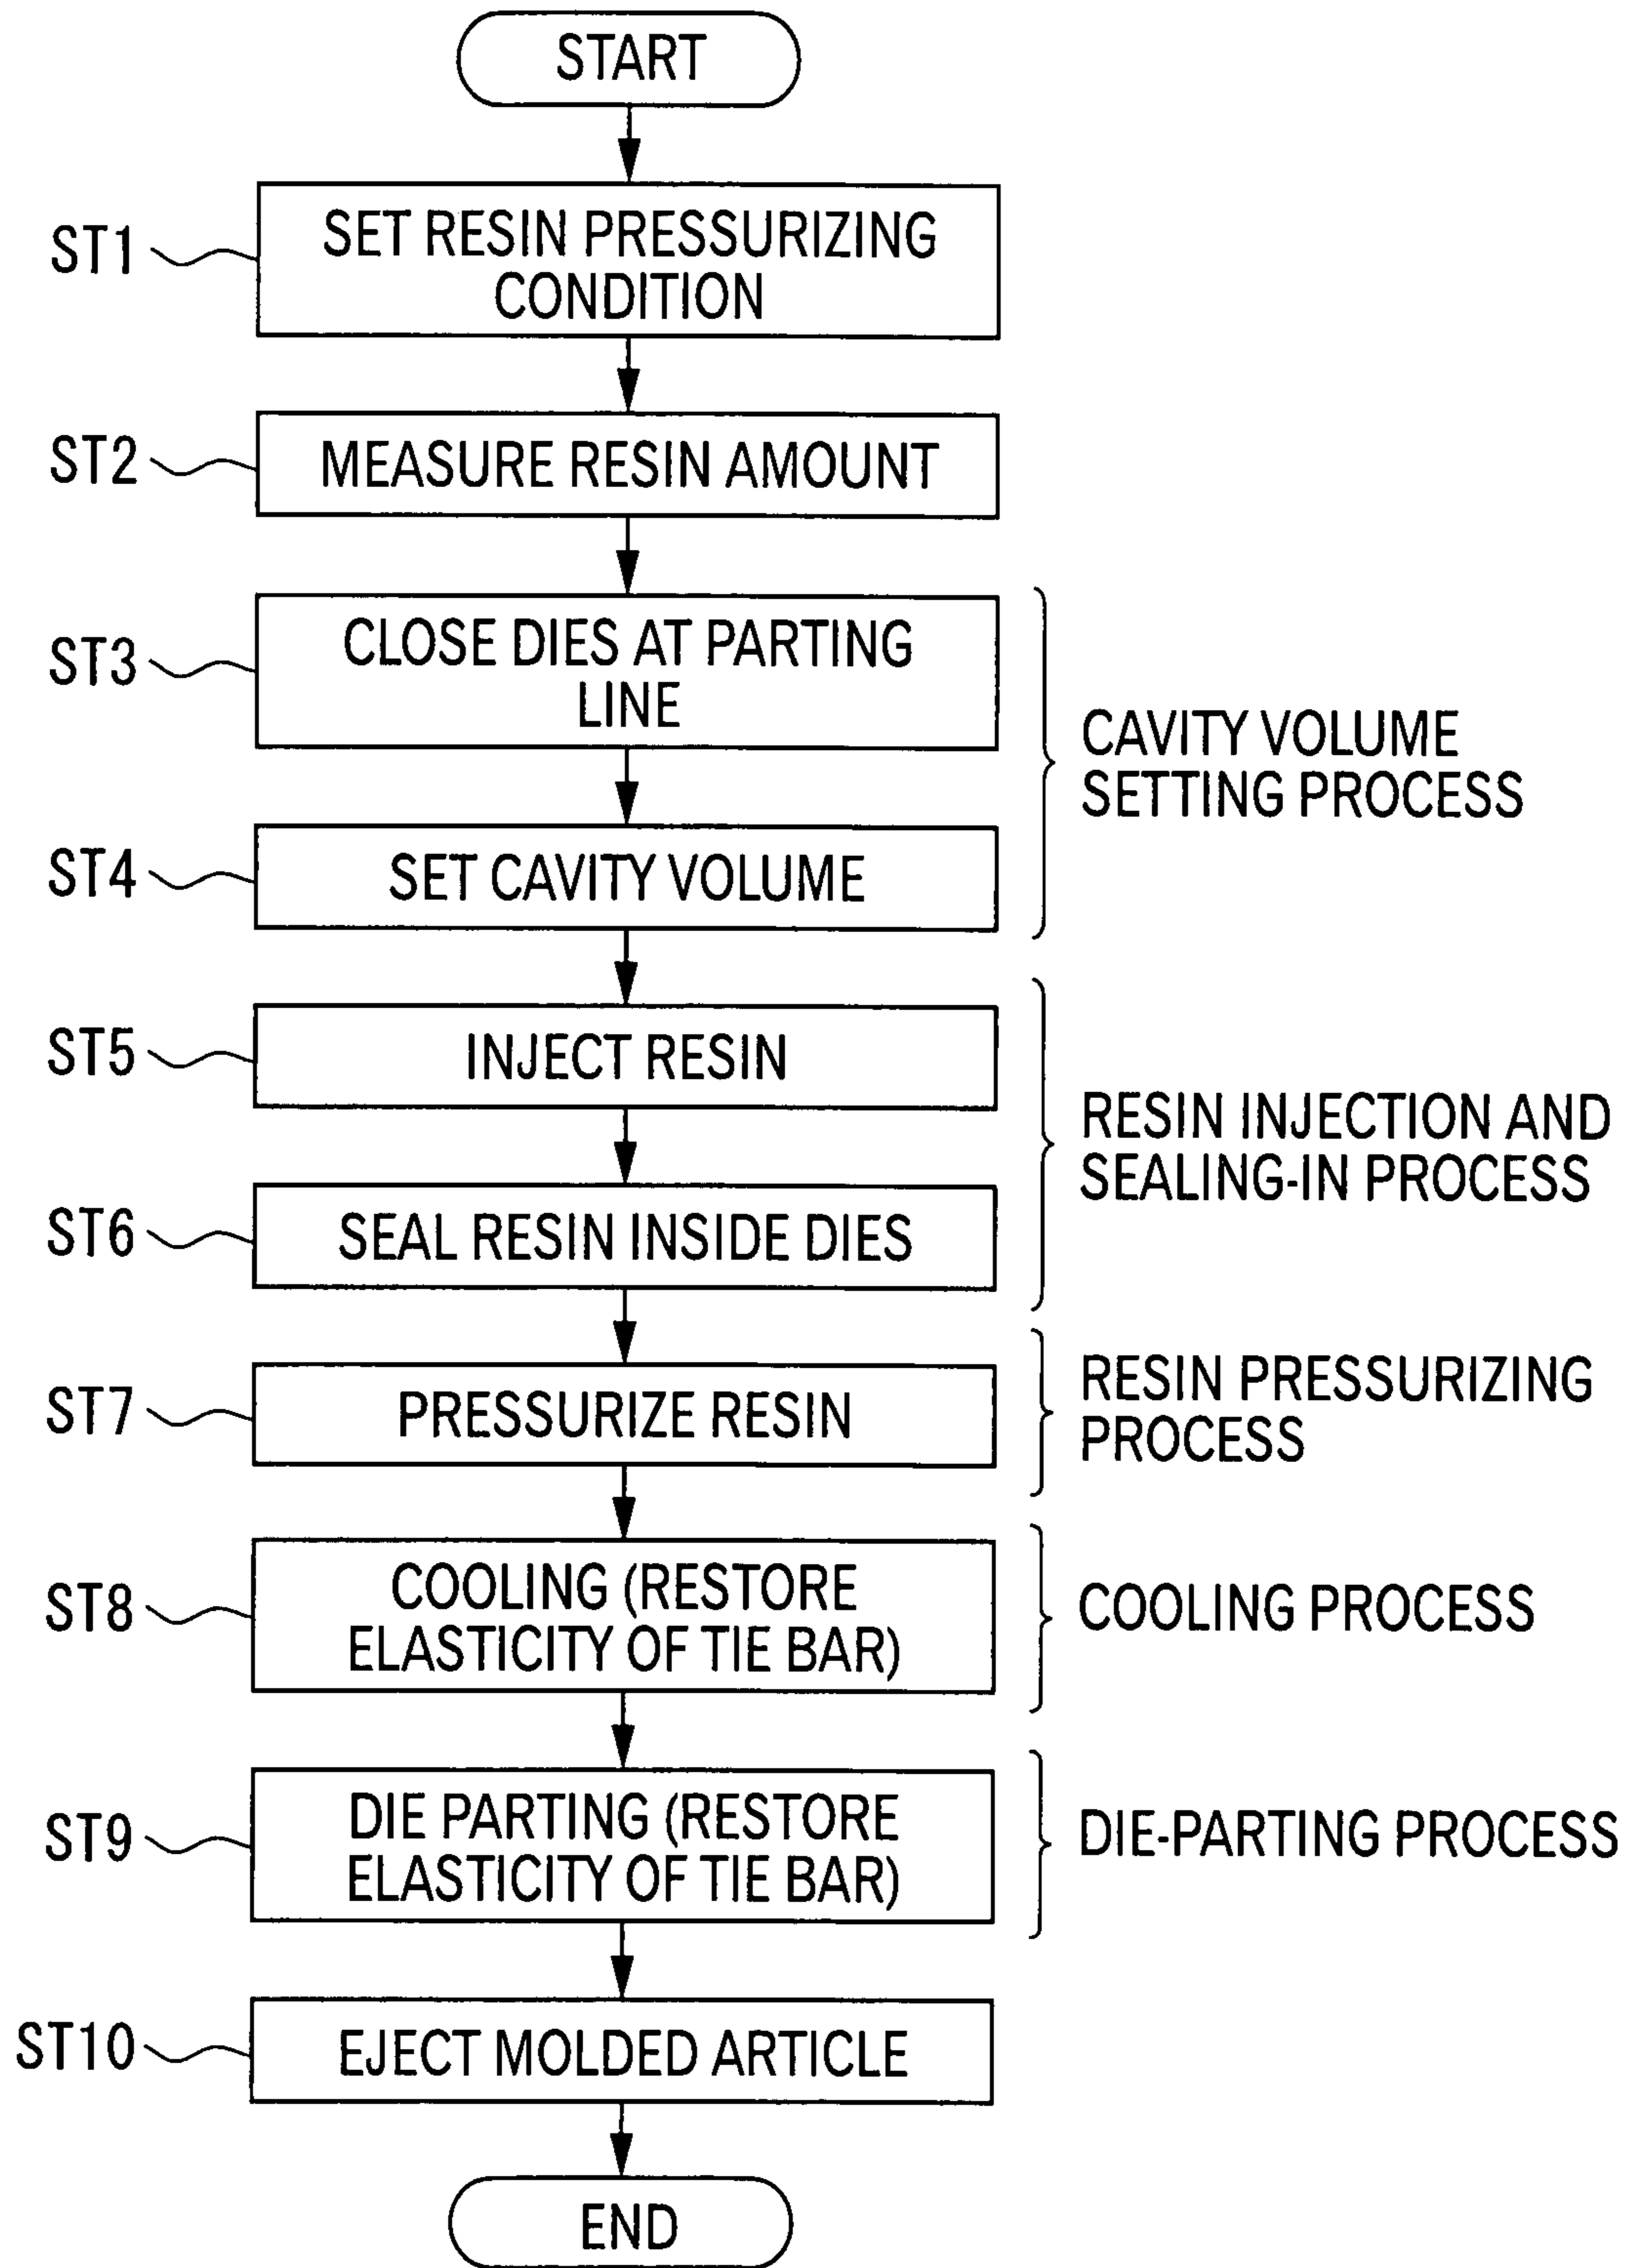 START
ST1
SET RESIN PRESSURIZING
CONDITION
ST2
MEASURE RESIN AMOUNT
ST3
CLOSE DIES AT PARTING
LINE
CAVITY VOLUME
SETTING PROCESS
ST4
SET CAVITY VOLUME
ST5
INJECT RESIN
RESIN INJECTION AND
SEALING-IN PROCESS
ST6
SEAL RESIN INSIDE DIES
ST7
PRESSURIZE RESIN
RESIN PRESSURIZING
PROCESS
ST8
COOLING (RESTORE
ELASTICITY OF TIE BAR)
COOLING PROCESS
ST9
DIE PARTING (RESTORE
ELASTICITY OF TIE BAR)
DIE-PARTING PROCESS
ST10
EJECT MOLDED ARTICLE
END